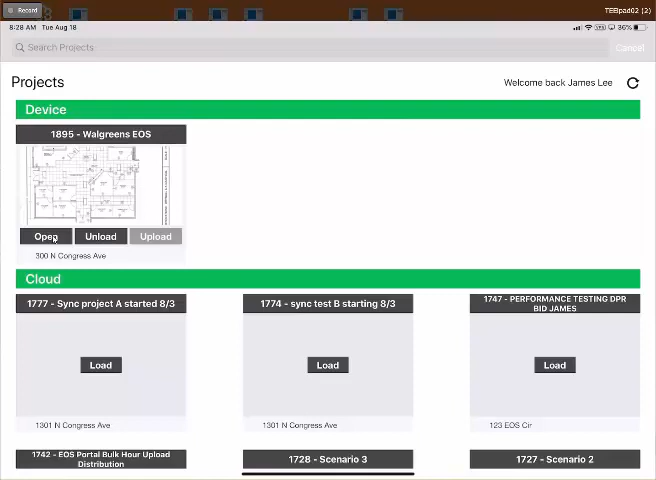 Record
TEEIpad02 (2)
8:28 AM Tue Aug 18
VPN 36%
Search Projects
Cancel
Projects
Welcome back James Lee
Device
1895 - Walgreens EOS
Open Unload Upload
300 N Congress Ave
Cloud
1777 - Sync project A started 8/3
1774 - sync test B starting 8/3
1747 - PERFORMANCE TESTING DPR
BID JAMES
Load
Load
Load
1301 N Congress Ave
1301 N Congress Ave
123 EOS Cir
1742 - EOS Portal Bulk Hour Upload
Distribution
1728 - Scenario 3
1727 - Scenario 2